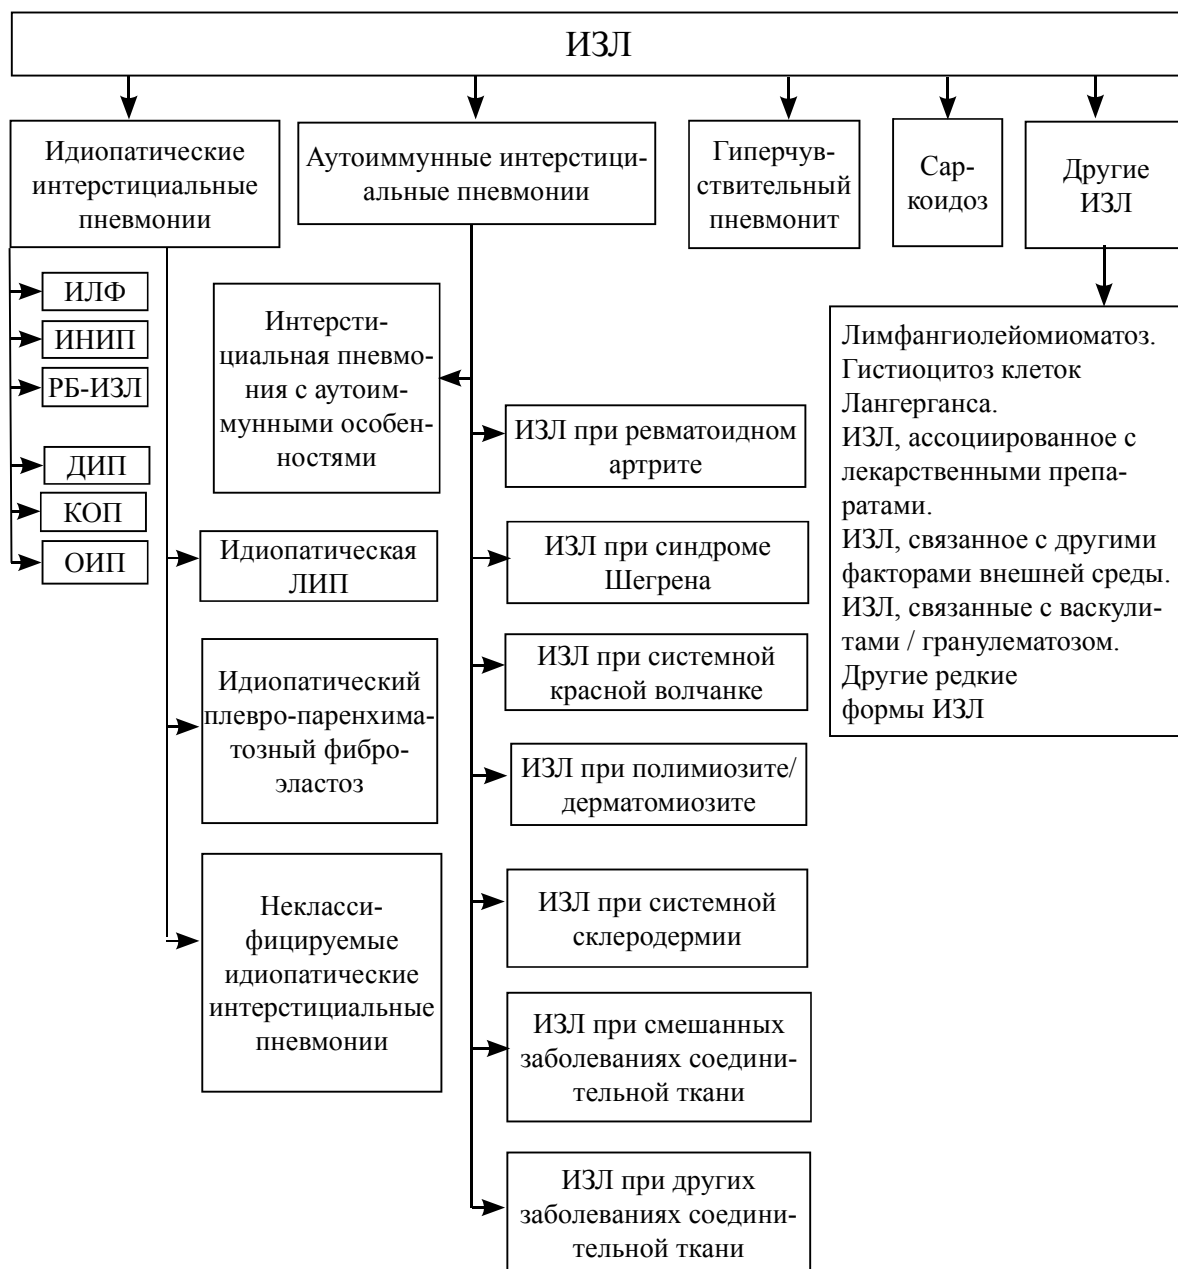 ИЗЛ
Идиопатические
интерстициальные
пневмонии
Аутоиммунные интерстици-
альные пневмонии
Гиперчув-
ствительный
пневмонит
Сар-
коидоз
Другие
ИЗЛ
ИЛФ
ИНИП
РБ-ИЗЛ
ДИП
КОП
ОИП
Идиопатическая
ЛИП
Идиопатический
плевро-паренхима-
тозный фибро-
эластоз
Неклассифи-
фицируемые
идиопатические
интерстициальные
пневмонии
Интерсти-
циальная пневмо-
ния с аутоим-
мунными особен-
ностями
ИЗЛ при ревматоидном
артрите
ИЗЛ при синдроме
Шегрена
ИЗЛ при системной
красной волчанке
ИЗЛ при полимиозите/
дерматомиозите
ИЗЛ при системной
склеродермии
ИЗЛ при смешанных
заболеваниях соедини-
тельной ткани
ИЗЛ при других
заболеваниях соедини-
тельной ткани
Лимфангиолейомиоматоз.
Гистиоцитоз клеток
Лангерганса.
ИЗЛ, ассоциированное с
лекарственными препа-
ратами.
ИЗЛ, связанное с другими
факторами внешней среды.
ИЗЛ, связанные с васкули-
тами / гранулематозом.
Другие редкие
формы ИЗЛ